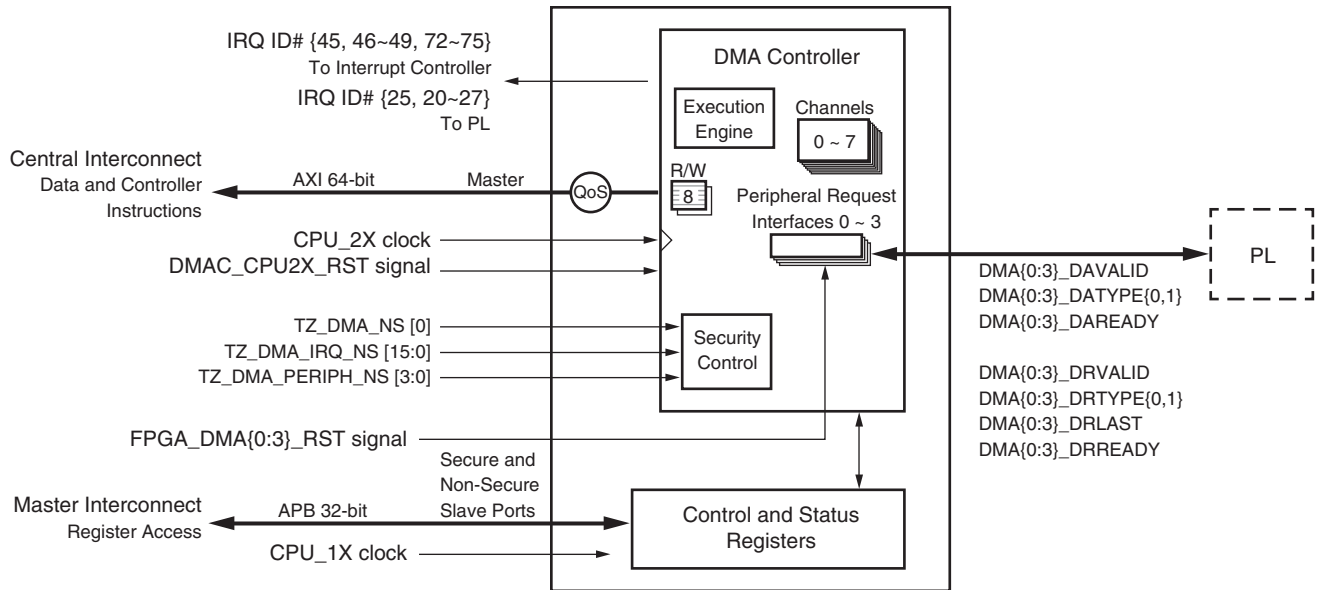 IRQ ID# {45, 46~49, 72~75}
To Interrupt Controller
IRQ ID# {25, 20~27}
To PL
DMA Controller
Execution
Engine
Channels
0 ~ 7
R/W
8
Peripheral Request
Interfaces 0 ~ 3
Central Interconnect
Data and Controller
Instructions
AXI 64-bit
Master
QoS
CPU_2X clock
DMAC_CPU2X_RST signal
TZ_DMA_NS [0]
TZ_DMA_IRQ_NS [15:0]
TZ_DMA_PERIPH_NS [3:0]
Security
Control
FPGA_DMA{0:3}_RST signal
PL
DMA{0:3}_DAVALID
DMA{0:3}_DATYPE{0,1}
DMA{0:3}_DAREADY
DMA{0:3}_DRVALID
DMA{0:3}_DRTYPE{0,1}
DMA{0:3}_DRLAST
DMA{0:3}_DRREADY
Master Interconnect
Register Access
APB 32-bit
Secure and
Non-Secure
Slave Ports
CPU_1X clock
Control and Status
Registers